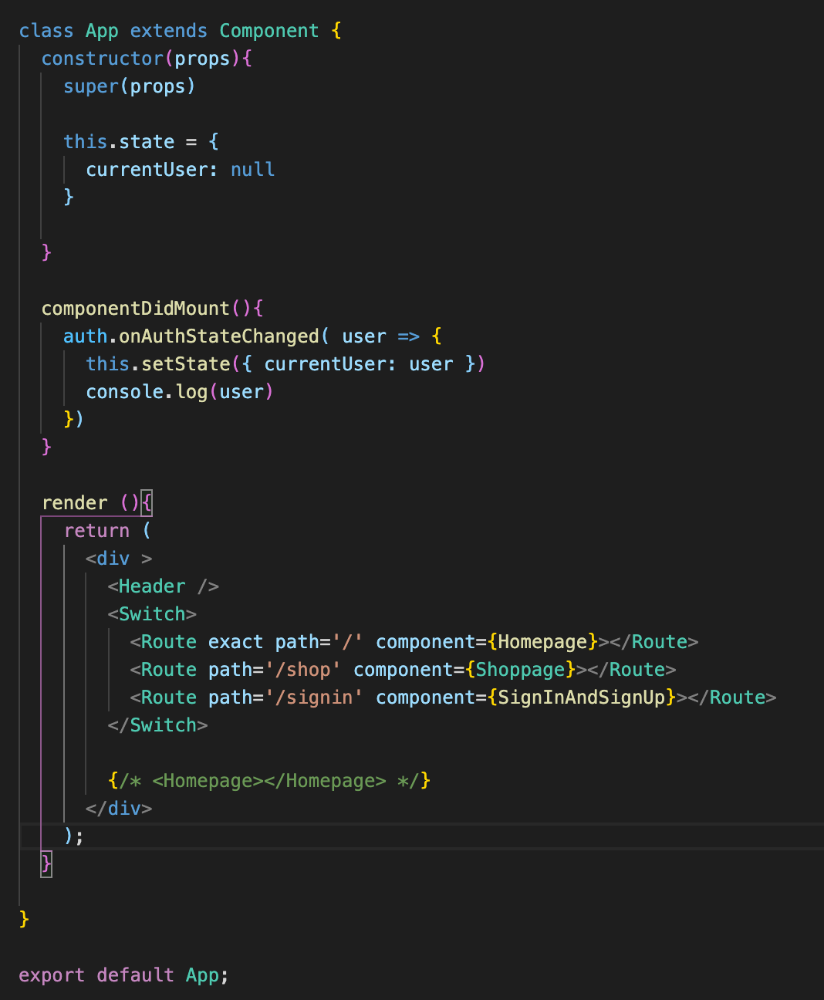 class App extends Component {
  constructor(props){
    super(props)

    this.state = {
      currentUser: null
    }

  }

  componentDidMount(){
    auth.onAuthStateChanged( user => {
      this.setState({ currentUser: user })
      console.log(user)
    })
  }

  render (){
    return (
      <div >
        <Header />
        <Switch>
          <Route exact path='/' component={Homepage}></Route>
          <Route path='/shop' component={Shoppage}></Route>
          <Route path='/signin' component={SignInAndSignUp}></Route>
        </Switch>

        {/* <Homepage></Homepage> */}
      </div>
    );
  }

}

export default App;